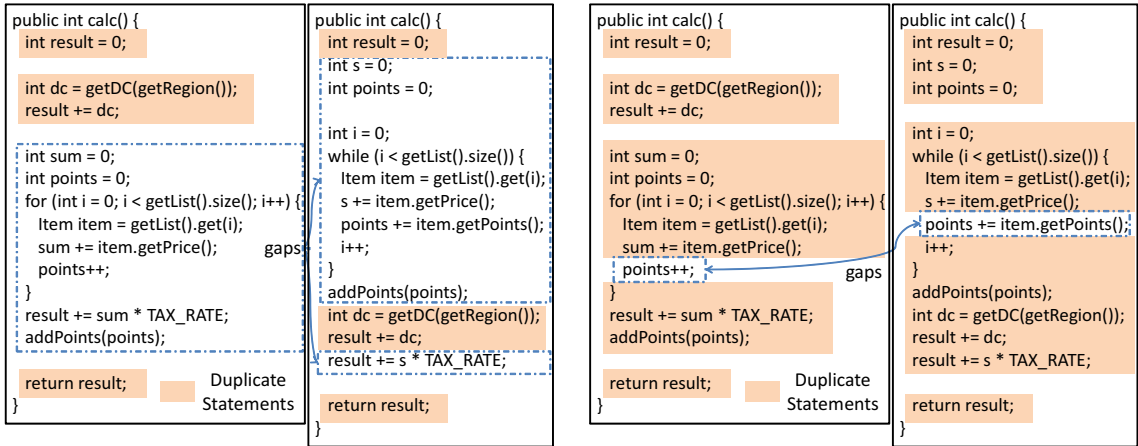 public int calc() {
int result = 0;
int dc = getDC(getRegion());
result += dc;
int sum = 0;
int points = 0;
for (int i = 0; i < getList().size(); i++) {
Item item = getList().get(i);
sum += item.getPrice();
points++;
}
result += sum * TAX_RATE;
addPoints(points);
return result;
}
Duplicate
Statements
gaps
public int calc() {
int result = 0;
int s = 0;
int points = 0;
int i = 0;
while (i < getList().size()) {
Item item = getList().get(i);
s += item.getPrice();
points += item.getPoints();
i++;
}
addPoints(points);
int dc = getDC(getRegion());
result += dc;
result += s * TAX_RATE;
return result;
}
public int calc() {
int result = 0;
int dc = getDC(getRegion());
result += dc;
int sum = 0;
int points = 0;
for (int i = 0; i < getList().size(); i++) {
Item item = getList().get(i);
sum += item.getPrice();
points++;
}
result += sum * TAX_RATE;
addPoints(points);
return result;
}
Duplicate
Statements
gaps
public int calc() {
int result = 0;
int s = 0;
int points = 0;
int i = 0;
while (i < getList().size()) {
Item item = getList().get(i);
s += item.getPrice();
points += item.getPoints();
i++;
}
addPoints(points);
int dc = getDC(getRegion());
result += dc;
result += s * TAX_RATE;
return result;
}